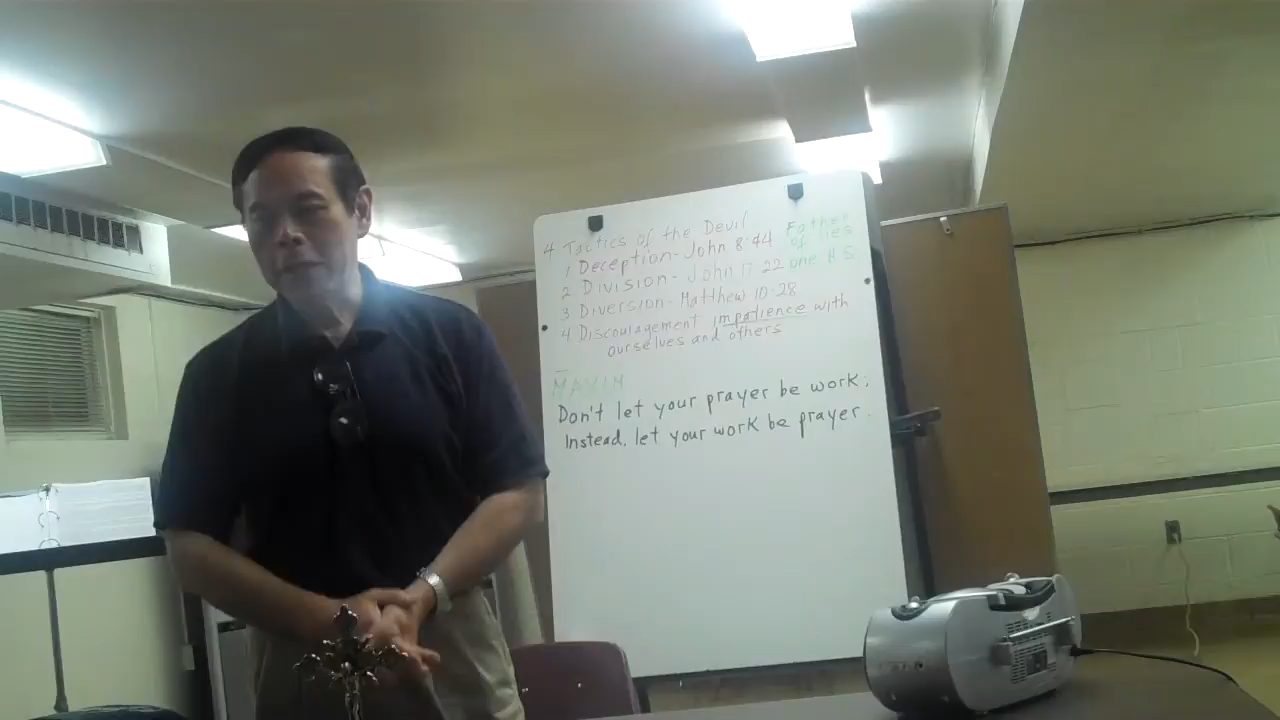 4 Tactics of the Devil
1 Deception - John 8:44 Father of lies
2 Division - John 17 22 one H S
3 Diversion - Matthew 10-28
4 Discouragement impatience with
ourselves and others
MAXIM
Don't let your prayer be work;
Instead, let your work be prayer.